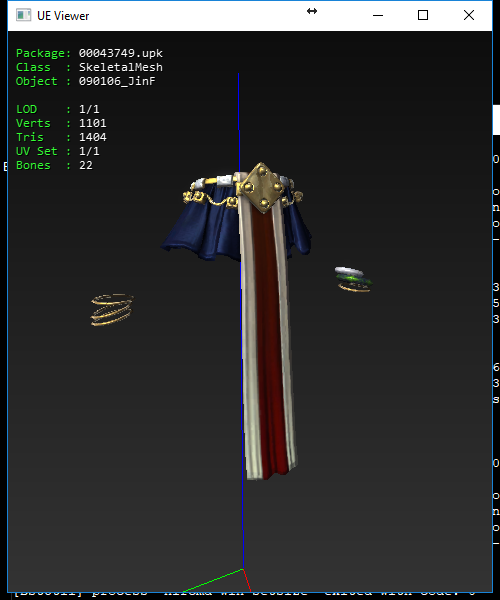 UE Viewer
Package: 00043749.upk
Class : SkeletalMesh
Object : 090106_JinF
LOD : 1/1
Verts : 1101
Tris : 1404
UV Set : 1/1
Bones : 22